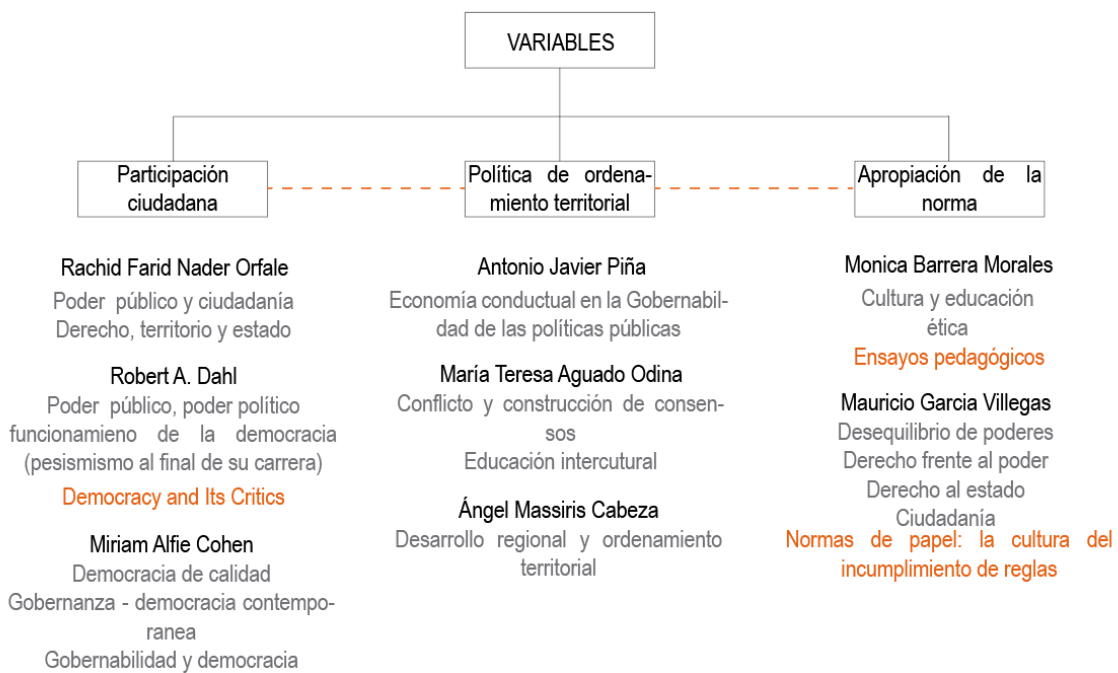 VARIABLES
Participación
ciudadana
Rachid Farid Nader Orfale
Poder público y ciudadanía
Derecho, territorio y estado
Robert A. Dahl
Poder público, poder político
funcionamieno de la democracia
(pesismismo al final de su carrera)
Democracy and Its Critics
Miriam Alfie Cohen
Democracia de calidad
Gobernanza - democracia contempo-
ranea
Gobernabilidad y democracia
Política de ordena-
miento territorial
Antonio Javier Piña
Economía conductual en la Gobernabil-
dad de las políticas públicas
María Teresa Aguado Odina
Conflicto y construcción de consen-
sos
Educación intercutural
Ángel Massiris Cabeza
Desarrollo regional y ordenamiento
territorial
Apropiación de la
norma
Monica Barrera Morales
Cultura y educación
ética
Ensayos pedagógicos
Mauricio Garcia Villegas
Desequilibrio de poderes
Derecho frente al poder
Derecho al estado
Ciudadanía
Normas de papel: la cultura del
incumplimiento de reglas